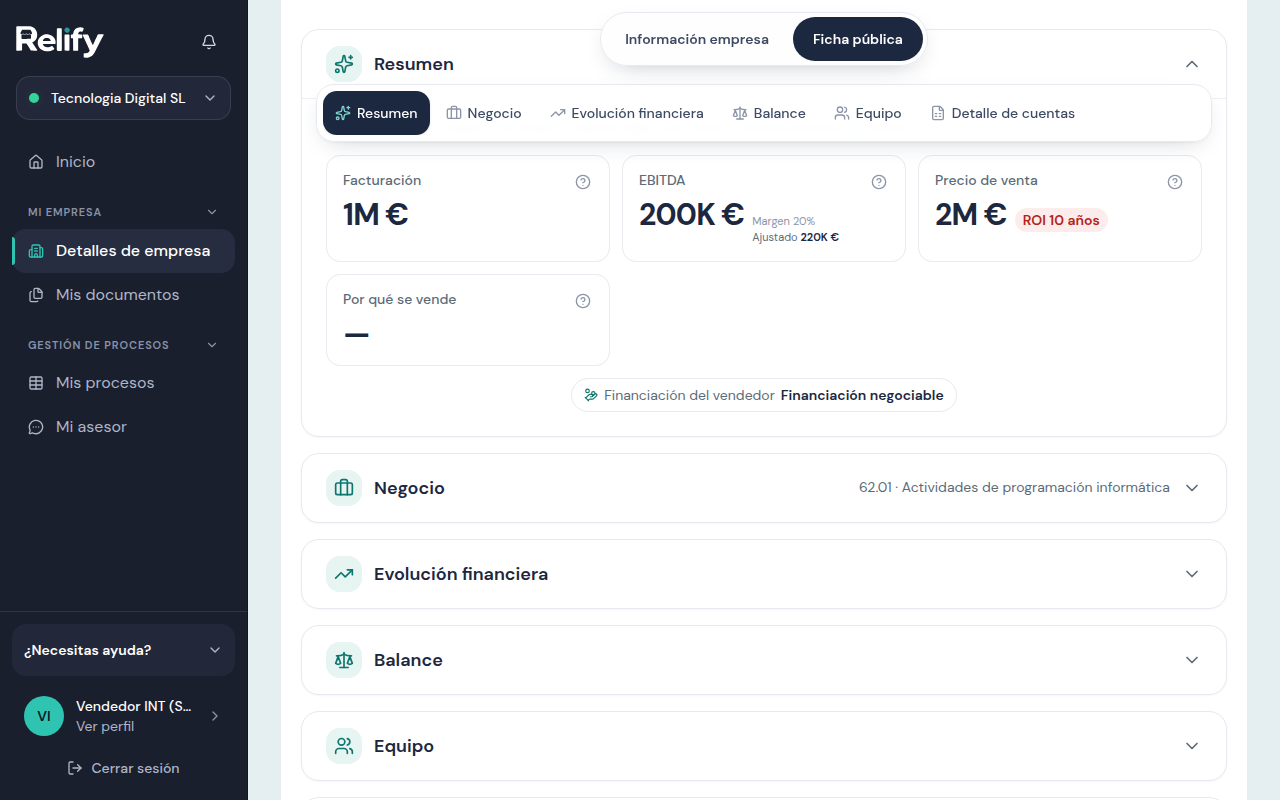 Relify
Tecnologia Digital SL
Inicio
MI EMPRESA
Detalles de empresa
Mis documentos
GESTIÓN DE PROCESOS
Mis procesos
Mi asesor
¿Necesitas ayuda?
VI
Vendedor INT (S...
Ver perfil
Cerrar sesión
Información empresa
Ficha pública
Resumen
Resumen
Negocio
Evolución financiera
Balance
Equipo
Detalle de cuentas
Facturación
1M €
EBITDA
200K €
Margen 20%
Ajustado 220K €
Precio de venta
2M €
ROI 10 años
Por qué se vende
—
Financiación del vendedor Financiación negociable
Negocio
62.01 · Actividades de programación informática
Evolución financiera
Balance
Equipo